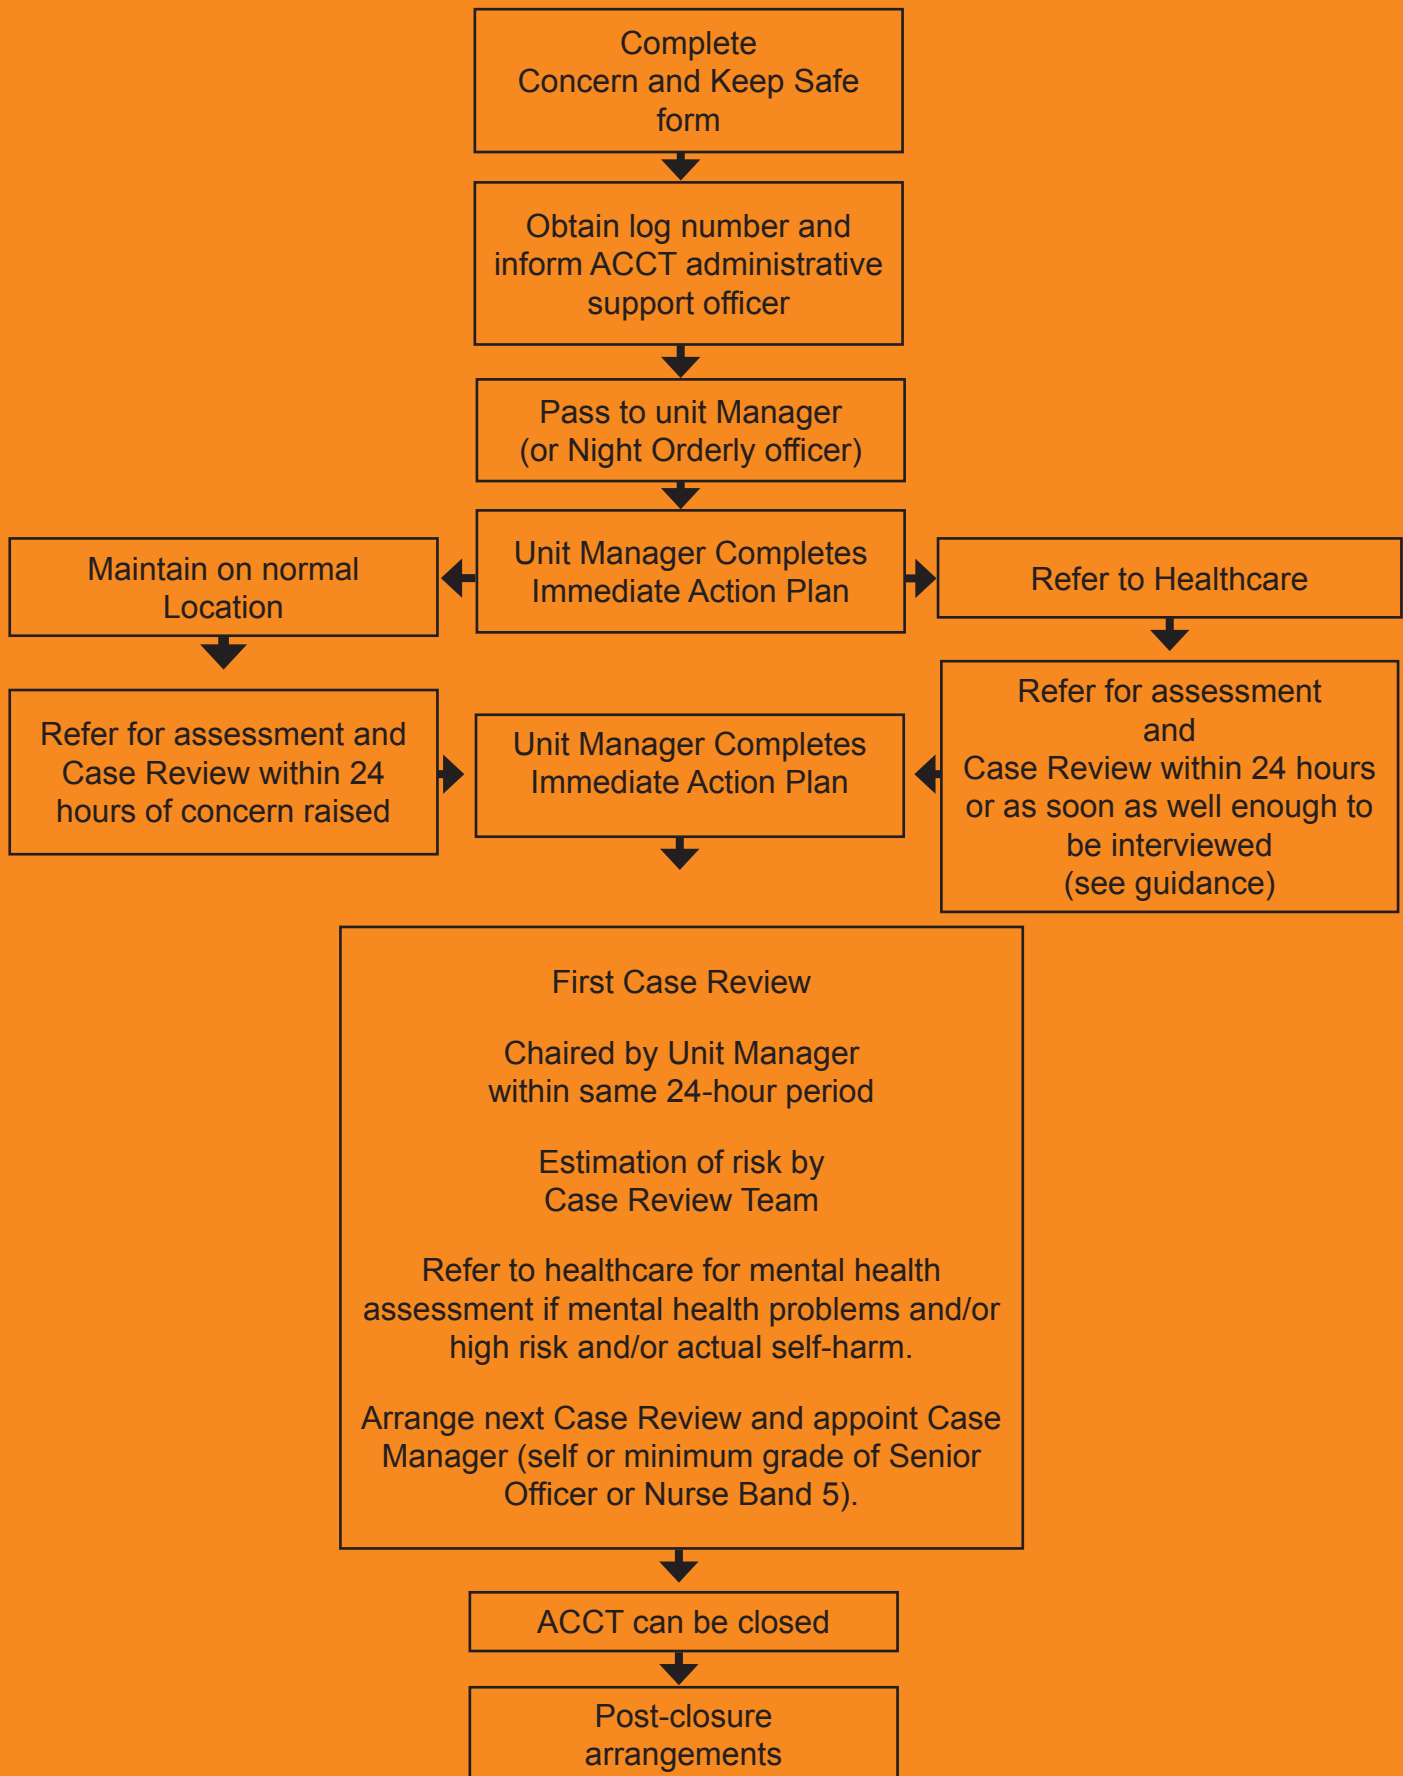 Complete
Concern and Keep Safe
form
Obtain log number and
inform ACCT administrative
support officer
Pass to unit Manager
(or Night Orderly officer)
Unit Manager Completes
Immediate Action Plan
Maintain on normal
Location
Refer to Healthcare
Refer for assessment and
Case Review within 24
hours of concern raised
Unit Manager Completes
Immediate Action Plan
Refer for assessment
and
Case Review within 24 hours
or as soon as well enough to
be interviewed
(see guidance)
First Case Review
Chaired by Unit Manager
within same 24-hour period
Estimation of risk by
Case Review Team
Refer to healthcare for mental health
assessment if mental health problems and/or
high risk and/or actual self-harm.
Arrange next Case Review and appoint Case
Manager (self or minimum grade of Senior
Officer or Nurse Band 5).
ACCT can be closed
Post-closure
arrangements